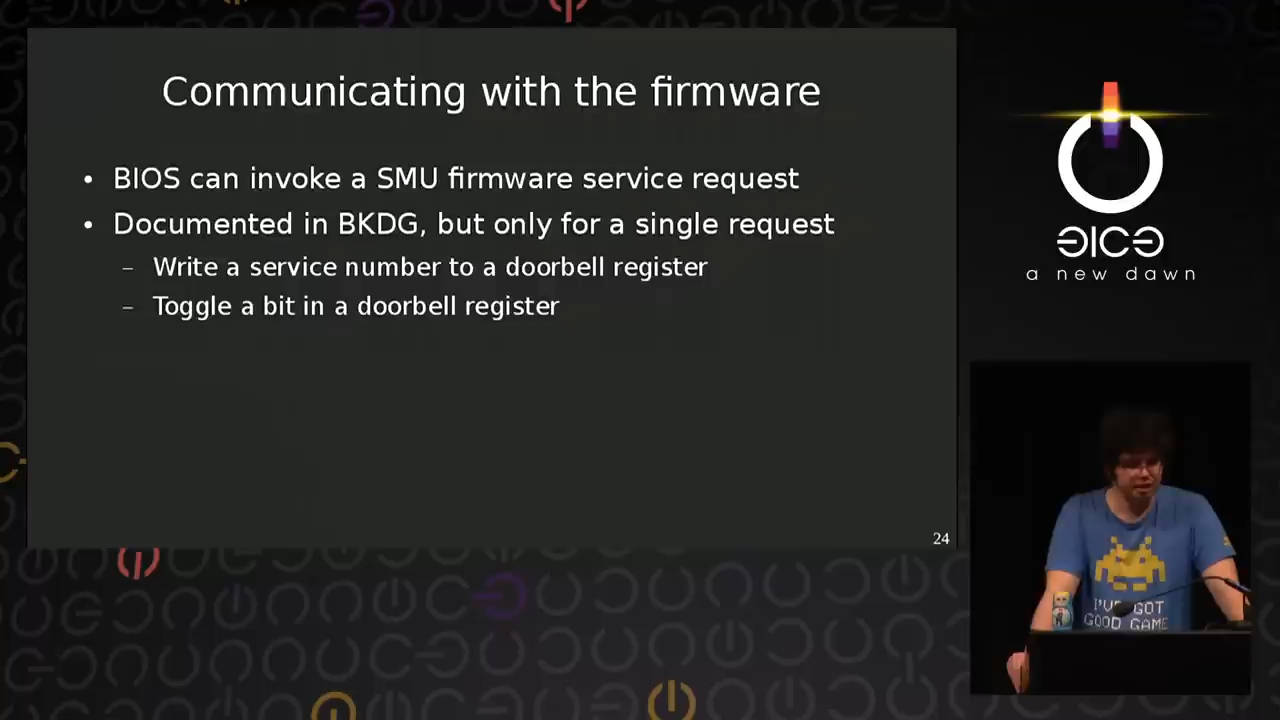 Communicating with the firmware
• BIOS can invoke a SMU firmware service request
• Documented in BKDG, but only for a single request
– Write a service number to a doorbell register
– Toggle a bit in a doorbell register
24
a new dawn
I'VE GOT
GOOD GAME